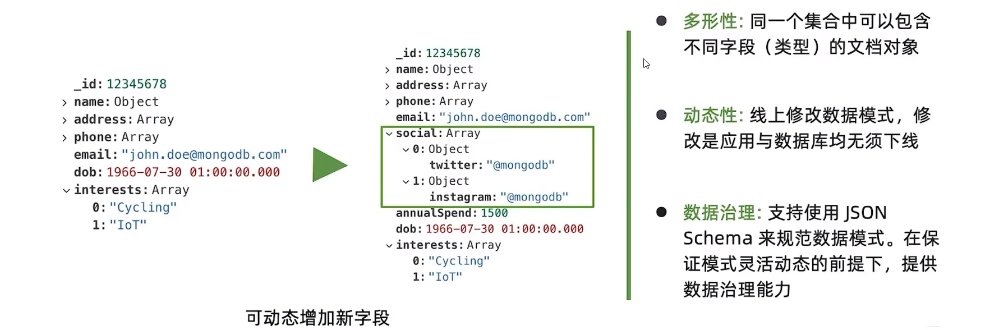 _id: 12345678
name: Object
address: Array
phone: Array
email: "john.doe@mongodb.com"
dob: 1966-07-30 01:00:00.000
interests: Array
0: "Cycling"
1: "IoT"
_id: 12345678
name: Object
address: Array
phone: Array
email: "john.doe@mongodb.com"
social: Array
0: Object
twitter: "@mongodb"
1: Object
instagram: "@mongodb"
annualSpend: 1500
dob: 1966-07-30 01:00:00.000
interests: Array
0: "Cycling"
1: "IoT"
可动态增加新字段
多形性: 同一个集合中可以包含
不同字段（类型）的文档对象
动态性: 线上修改数据模式，修
改是应用与数据库均无须下线
数据治理: 支持使用 JSON
Schema 来规范数据模式。在保
证模式灵活动态的前提下，提供
数据治理能力